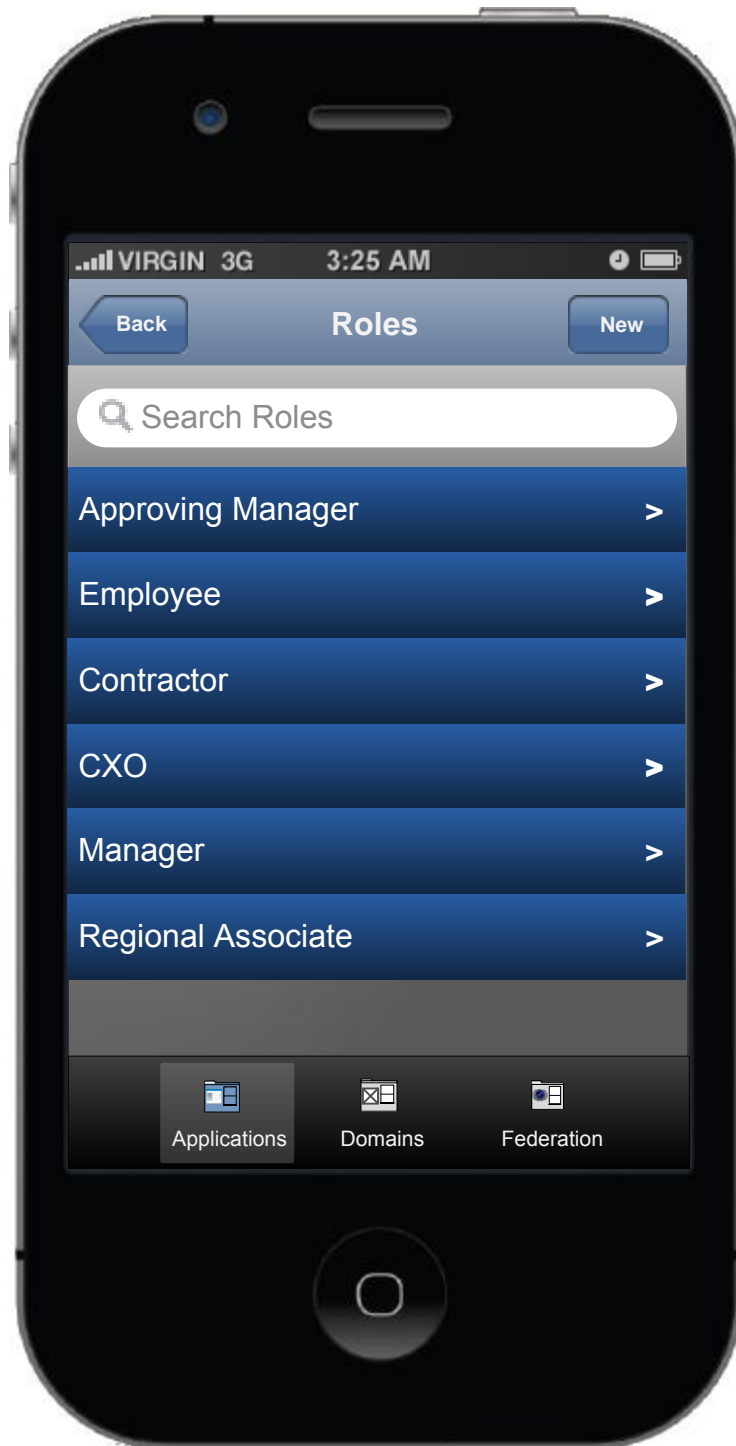 VIRGIN 3G 3:25 AM
Back Roles New
Search Roles
Approving Manager >
Employee >
Contractor >
CXO >
Manager >
Regional Associate >
Applications Domains Federation